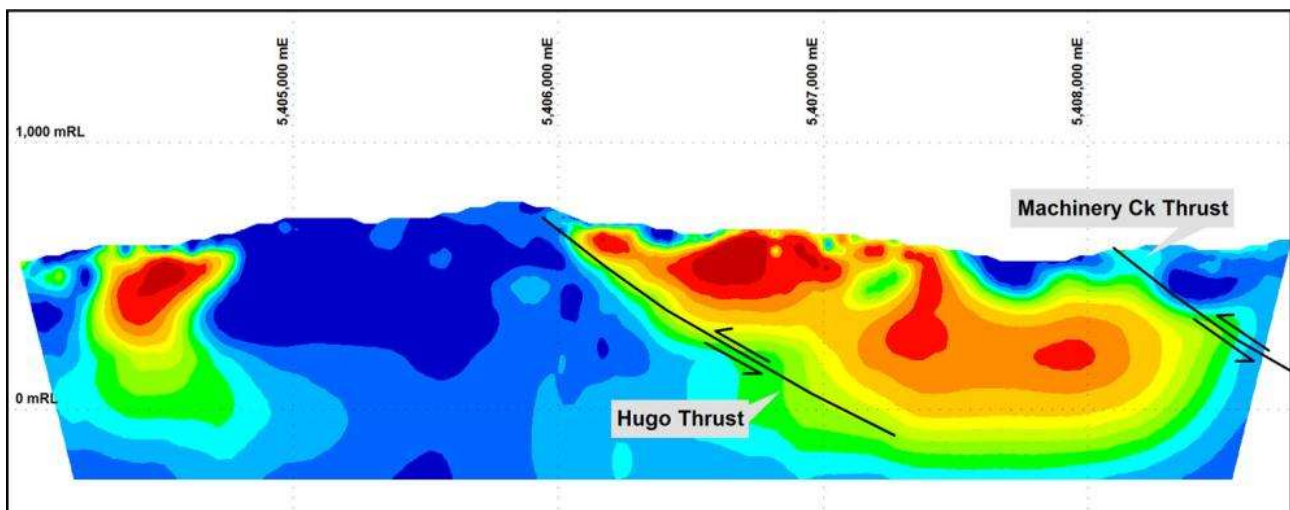 5,405,000 mE
5,406,000 mE
5,407,000 mE
5,408,000 mE
1,000 mRL
Machinery Ck Thrust
0 mRL
Hugo Thrust